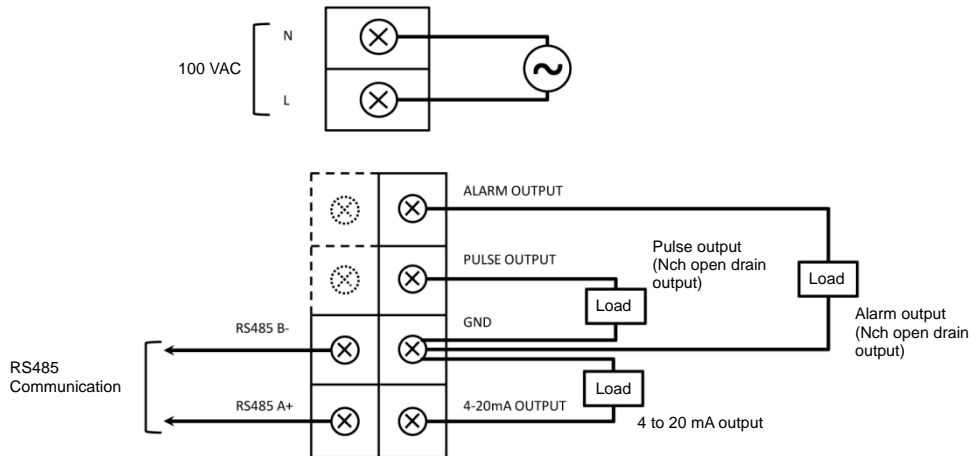 N
100 VAC
L
ALARM OUTPUT
PULSE OUTPUT
Pulse output
(Nch open drain
output)
Load
Load
Alarm output
(Nch open drain
output)
RS485 B-
GND
RS485
Communication
Load
RS485 A+
4-20mA OUTPUT
4 to 20 mA output